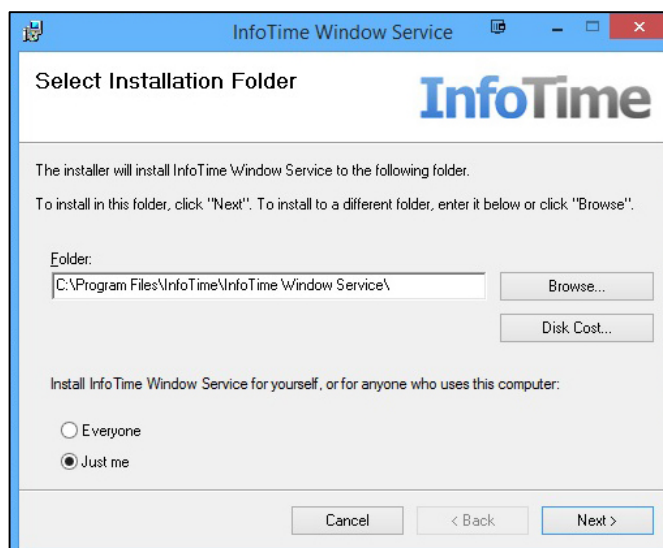 InfoTime Window Service
Select Installation Folder
InfoTime
The installer will install InfoTime Window Service to the following folder.
To install in this folder, click "Next". To install to a different folder, enter it below or click "Browse".
Folder:
C:\Program Files\InfoTime\InfoTime Window Service\
Browse...
Disk Cost...
Install InfoTime Window Service for yourself, or for anyone who uses this computer:
Everyone
Just me
Cancel
< Back
Next >